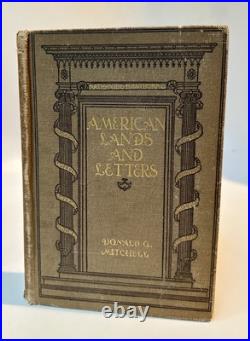 AMERICAN
LANDS
AND
LETTERS
DONALD G.
MITCHELL